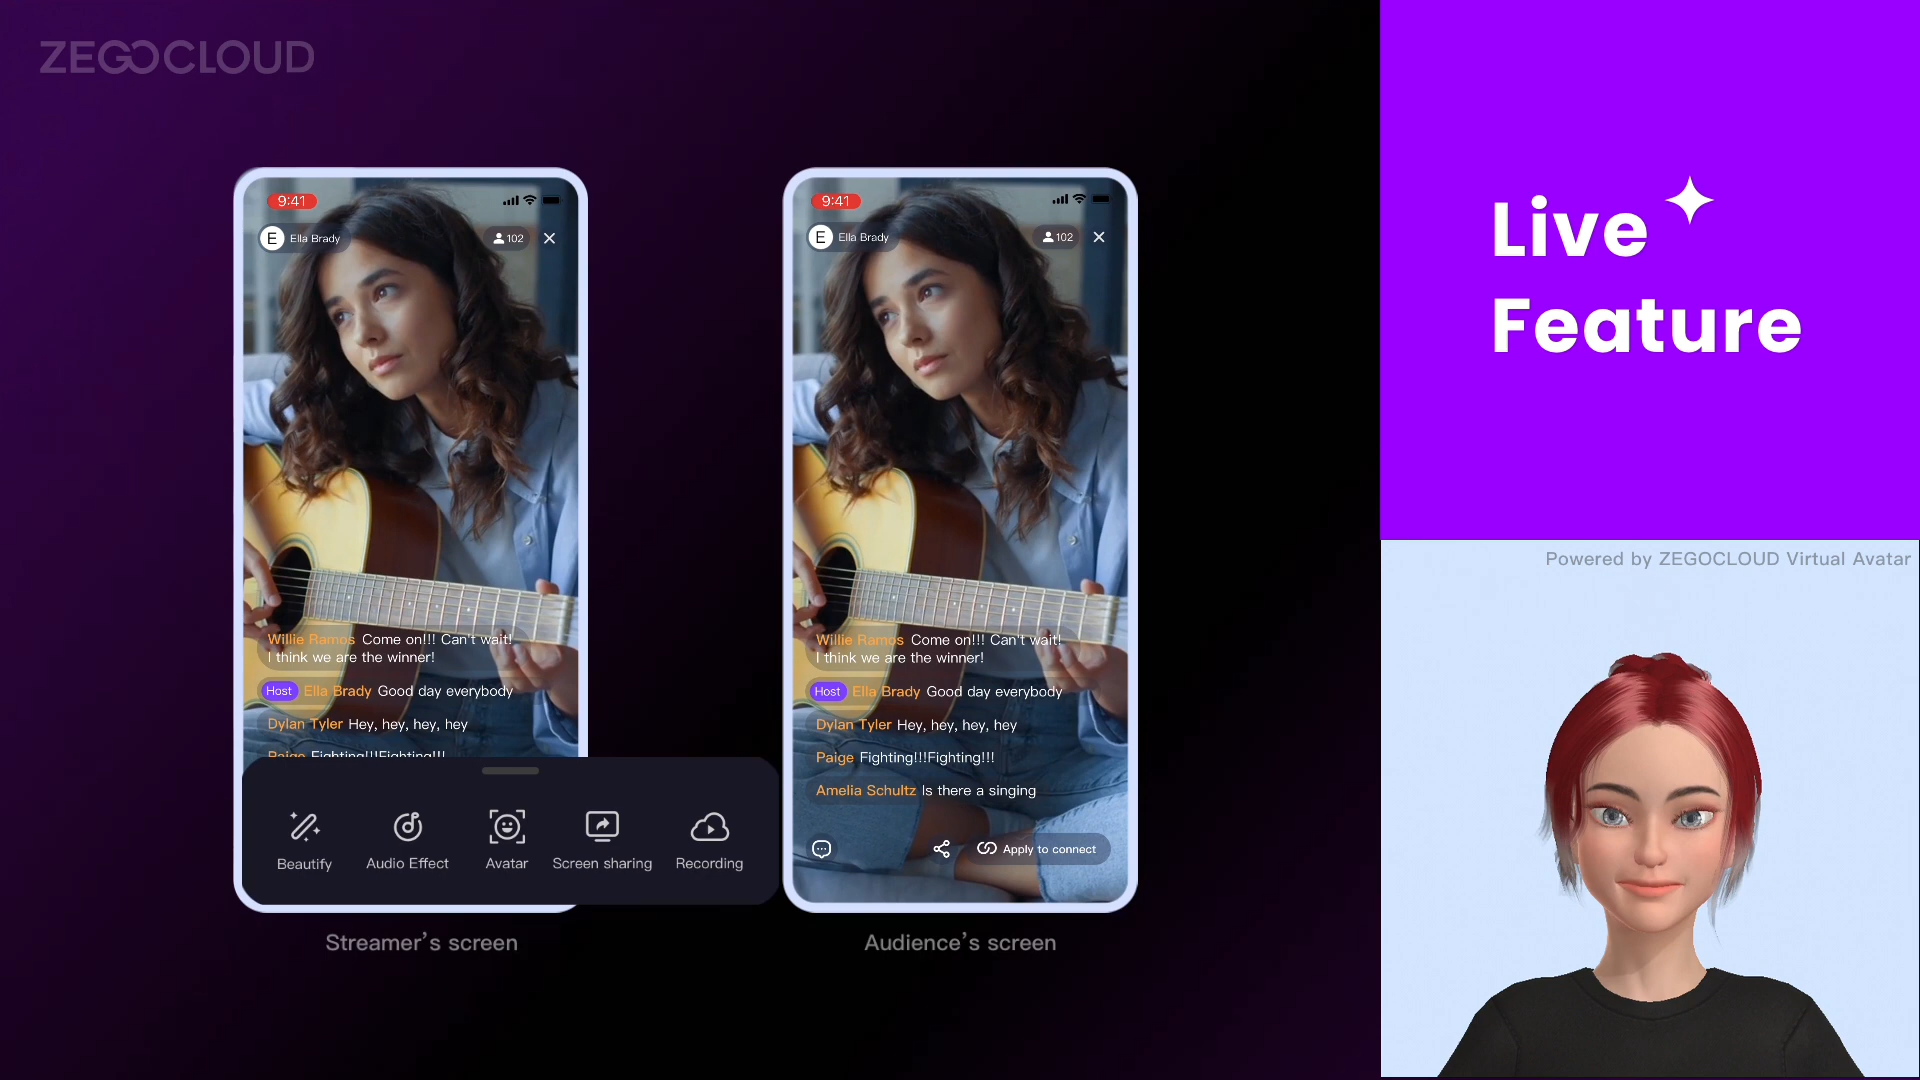 ZEGOCLOUD
9:41
E Ella Brady 102
Willie Ramos Come on!!! Can't wait!
I think we are the winner!
Host Ella Brady Good day everybody
Dylan Tyler Hey, hey, hey, hey
Paige Fighting!!!Fighting!!!
Beautify Audio Effect Avatar Screen sharing Recording
Streamer's screen
9:41
E Ella Brady 102
Willie Ramos Come on!!! Can't wait!
I think we are the winner!
Host Ella Brady Good day everybody
Dylan Tyler Hey, hey, hey, hey
Paige Fighting!!!Fighting!!!
Amelia Schultz Is there a singing
Apply to connect
Audience's screen
Live
Feature
Powered by ZEGOCLOUD Virtual Avatar